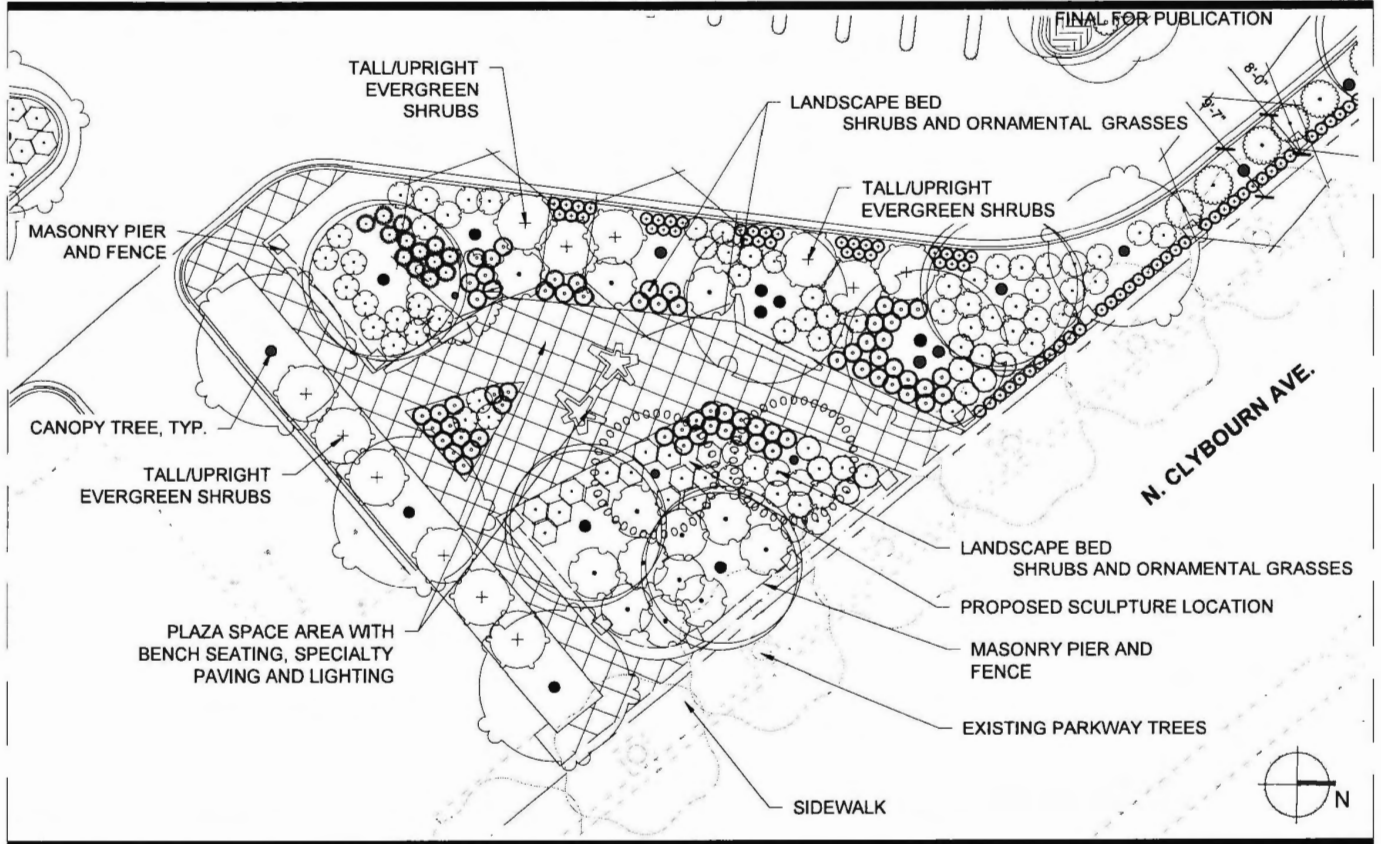 FINAL FOR PUBLICATION
TALL/UPRIGHT
EVERGREEN
SHRUBS
LANDSCAPE BED
SHRUBS AND ORNAMENTAL GRASSES
8'-0"
9'-7"
TALL/UPRIGHT
EVERGREEN SHRUBS
MASONRY PIER
AND FENCE
CANOPY TREE, TYP.
TALL/UPRIGHT
EVERGREEN SHRUBS
N. CLYBOURN AVE.
PLAZA SPACE AREA WITH
BENCH SEATING, SPECIALTY
PAVING AND LIGHTING
LANDSCAPE BED
SHRUBS AND ORNAMENTAL GRASSES
PROPOSED SCULPTURE LOCATION
MASONRY PIER AND
FENCE
EXISTING PARKWAY TREES
SIDEWALK
N